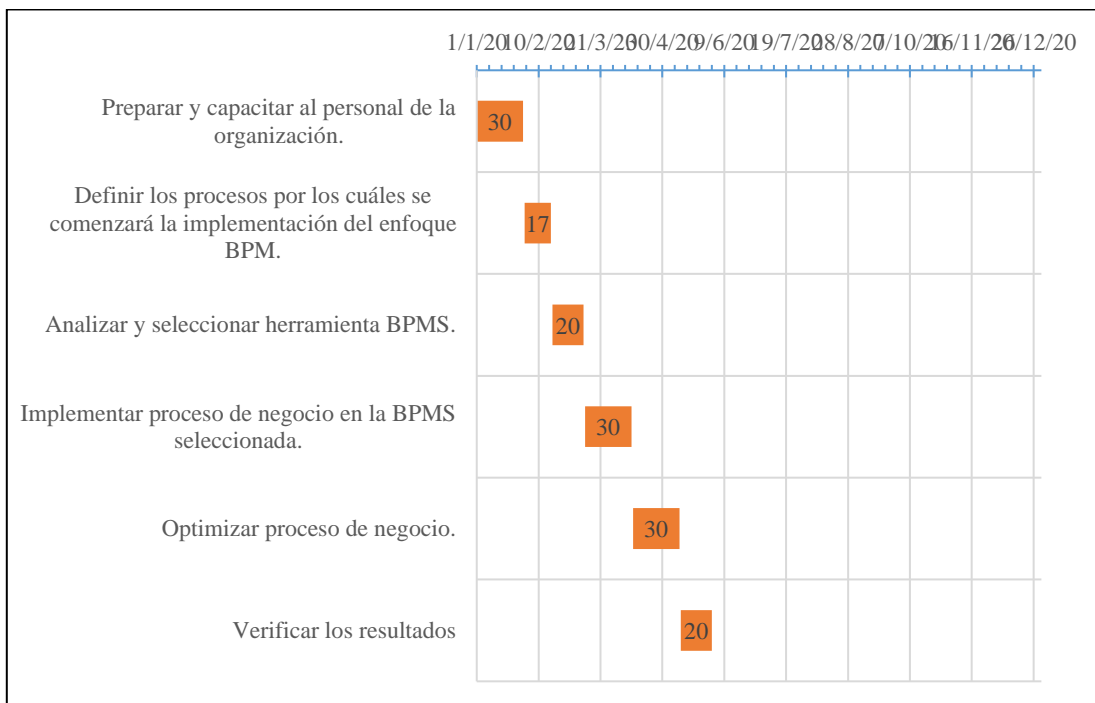 1/1/20 10/2/20 21/3/20 30/4/20 9/6/20 19/7/20 28/8/20 7/10/20 16/11/20 26/12/20
Preparar y capacitar al personal de la
organización.
30
Definir los procesos por los cuáles se
comenzará la implementación del enfoque
BPM.
17
Analizar y seleccionar herramienta BPMS.
20
Implementar proceso de negocio en la BPMS
seleccionada.
30
Optimizar proceso de negocio.
30
Verificar los resultados
20